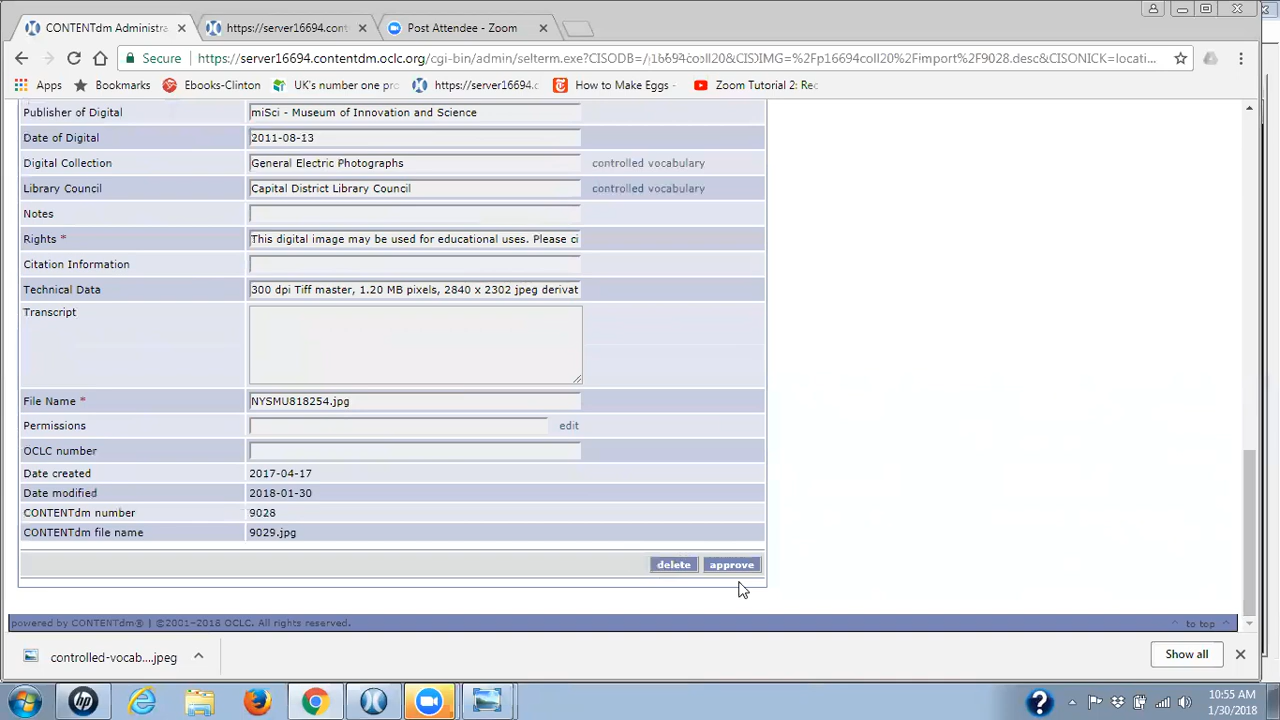 CONTENTdm Administra
https://server16694.cont
Post Attendee - Zoom
Secure
https://server16694.contentdm.oclc.org/cgi-bin/admin/selterm.exe?CISODB=/p16694coll20&CISOIMG=%2Fp16694coll20%2Fimport%2F9028.desc&CISONICK=locati...
Apps
Bookmarks
Ebooks-Clinton
UK's number one pro
https://server16694.c
How to Make Eggs -
Zoom Tutorial 2: Rec
Publisher of Digital
miSci - Museum of Innovation and Science
Date of Digital
2011-08-13
Digital Collection
General Electric Photographs
controlled vocabulary
Library Council
Capital District Library Council
controlled vocabulary
Notes
Rights *
This digital image may be used for educational uses. Please ci
Citation Information
Technical Data
300 dpi Tiff master, 1.20 MB pixels, 2840 x 2302 jpeg derivat
Transcript
File Name *
NYSMU818254.jpg
Permissions
edit
OCLC number
Date created
2017-04-17
Date modified
2018-01-30
CONTENTdm number
9028
CONTENTdm file name
9029.jpg
delete
approve
powered by CONTENTdm® | ©2001-2018 OCLC. All rights reserved.
^ to top ^
controlled-vocab....jpeg
Show all
hp
10:55 AM
1/30/2018